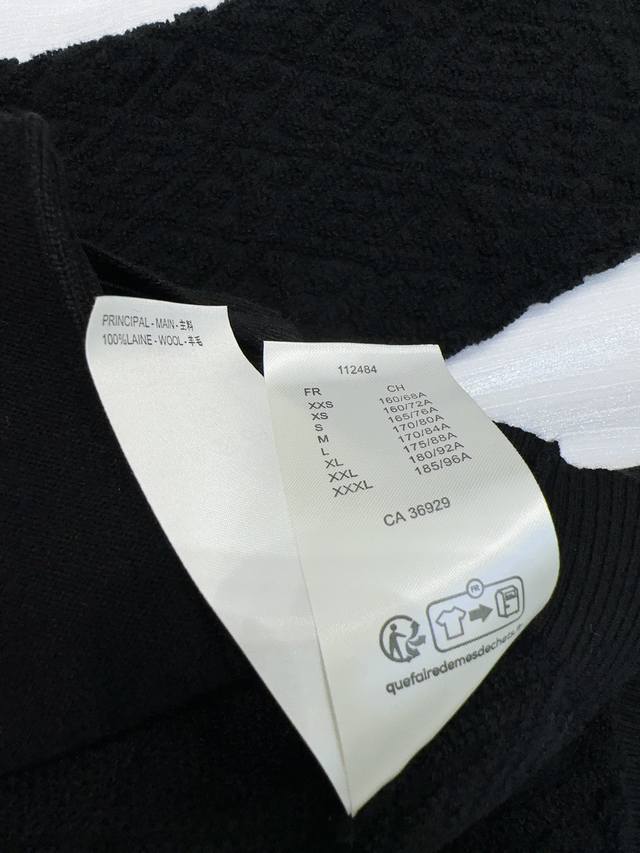 PRINCIPAL - MAIN - 主料
100%LAINE - WOOL - 羊毛
112484
FR CH
XXS 160/68A
XS 160/72A
S 165/76A
M 170/80A
L 170/84A
XL 175/88A
XXL 180/92A
XXXL 185/96A
CA 36929
FR
quefairedemesdechets.fr